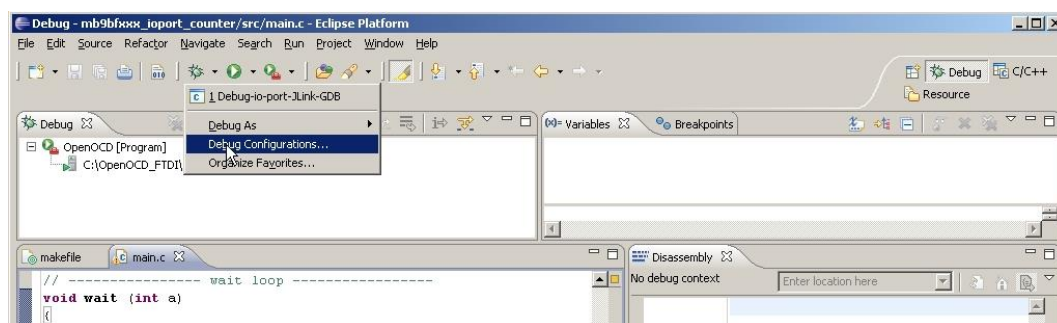 Debug - mb9bfxxx_ioport_counter/src/main.c - Eclipse Platform
File Edit Source Refactor Navigate Search Run Project Window Help
Debug C/C++
1 Debug-io-port-JLink-GDB
Resource
Debug
Debug As
Variables Breakpoints
OpenOCD [Program]
Debug Configurations...
C:\OpenOCD_FTDI\
Organize Favorites...
makefile main.c
Disassembly
// ---------------- wait loop -----------------
No debug context Enter location here
void wait (int a)
{